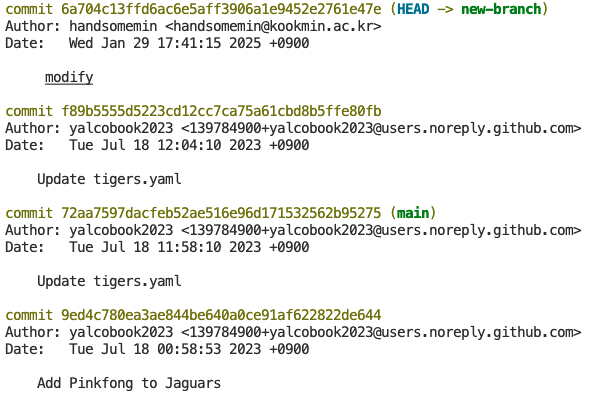 commit 6a704c13ffd6ac6e5aff3906a1e9452e2761e47e (HEAD -> new-branch)
Author: handsomemin <handsomemin@kookmin.ac.kr>
Date:   Wed Jan 29 17:41:15 2025 +0900
modify
commit f89b5555d5223cd12cc7ca75a61cbd8b5ffe80fb
Author: yalcobook2023 <139784900+yalcobook2023@users.noreply.github.com>
Date:   Tue Jul 18 12:04:10 2023 +0900
Update tigers.yaml
commit 72aa7597dacfeb52ae516e96d171532562b95275 (main)
Author: yalcobook2023 <139784900+yalcobook2023@users.noreply.github.com>
Date:   Tue Jul 18 11:58:10 2023 +0900
Update tigers.yaml
commit 9ed4c780ea3ae844be640a0ce91af622822de644
Author: yalcobook2023 <139784900+yalcobook2023@users.noreply.github.com>
Date:   Tue Jul 18 00:58:53 2023 +0900
Add Pinkfong to Jaguars